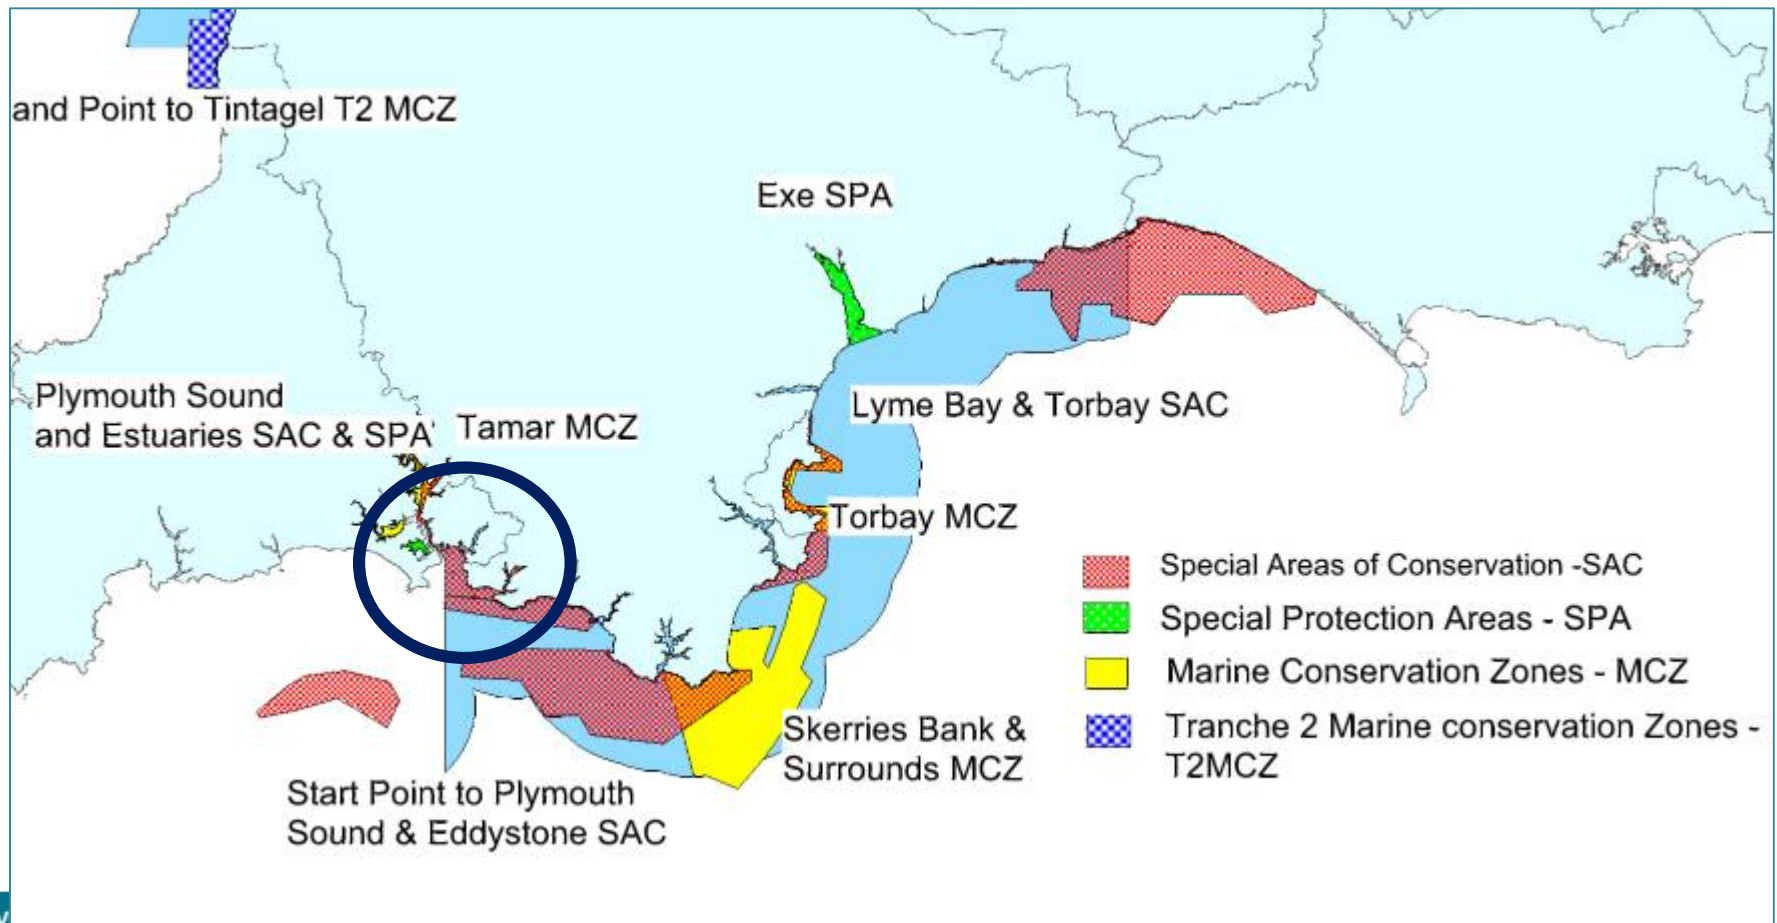 and Point to Tintagel T2 MCZ
Exe SPA
Plymouth Sound
and Estuaries SAC & SPA
Tamar MCZ
Lyme Bay & Torbay SAC
Torbay MCZ
Special Areas of Conservation -SAC
Special Protection Areas - SPA
Marine Conservation Zones - MCZ
Tranche 2 Marine conservation Zones -
T2MCZ
Skerries Bank &
Surrounds MCZ
Start Point to Plymouth
Sound & Eddystone SAC